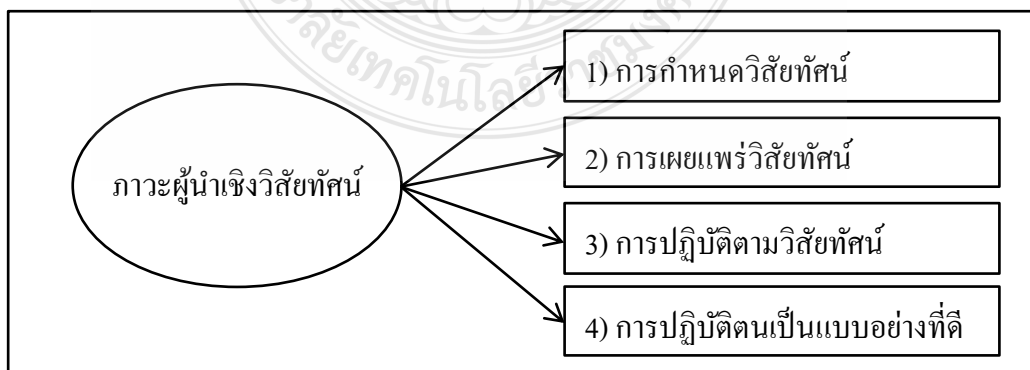 ภาวะผู้นำเชิงวิสัยทัศน์
1) การกำหนดวิสัยทัศน์
2) การเผยแพร่วิสัยทัศน์
3) การปฏิบัติตามวิสัยทัศน์
4) การปฏิบัติตนเป็นแบบอย่างที่ดี